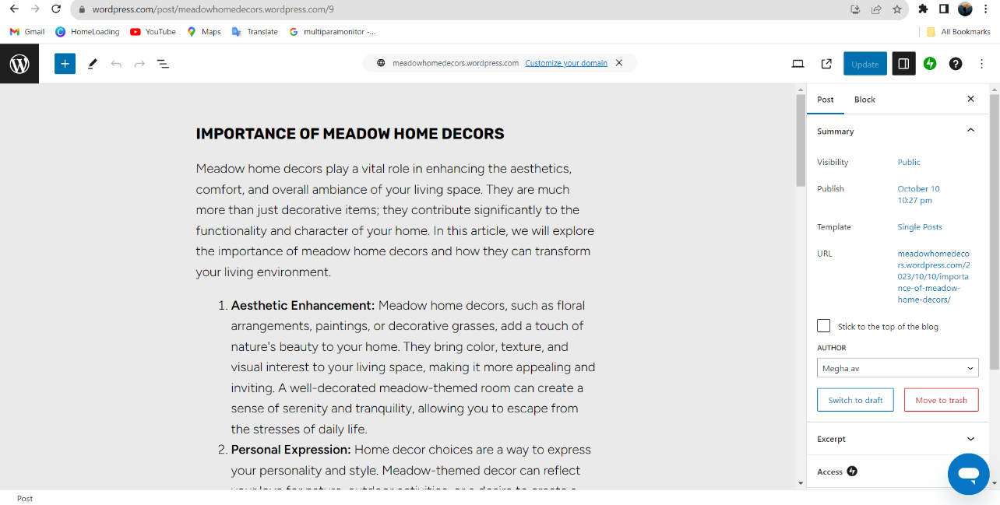 wordpress.com/post/meadowhomedecors.wordpress.com/9
Gmail HomeLoading YouTube Maps Translate multiparamonitor -... All Bookmarks
meadowhomedecors.wordpress.com Customize your domain
Update
Post Block
IMPORTANCE OF MEADOW HOME DECORS
Meadow home decors play a vital role in enhancing the aesthetics,
comfort, and overall ambiance of your living space. They are much
more than just decorative items; they contribute significantly to the
functionality and character of your home. In this article, we will explore
the importance of meadow home decors and how they can transform
your living environment.
1. Aesthetic Enhancement: Meadow home decors, such as floral
arrangements, paintings, or decorative grasses, add a touch of
nature's beauty to your home. They bring color, texture, and
visual interest to your living space, making it more appealing and
inviting. A well-decorated meadow-themed room can create a
sense of serenity and tranquility, allowing you to escape from
the stresses of daily life.
2. Personal Expression: Home decor choices are a way to express
your personality and style. Meadow-themed decor can reflect
Summary
Visibility Public
Publish October 10
10:27 pm
Template Single Posts
URL meadowhomedeco
rs.wordpress.com/2
023/10/10/importa
nce-of-meadow-
home-decors/
Stick to the top of the blog
AUTHOR
Megha av
Switch to draft Move to trash
Excerpt
Access
Post